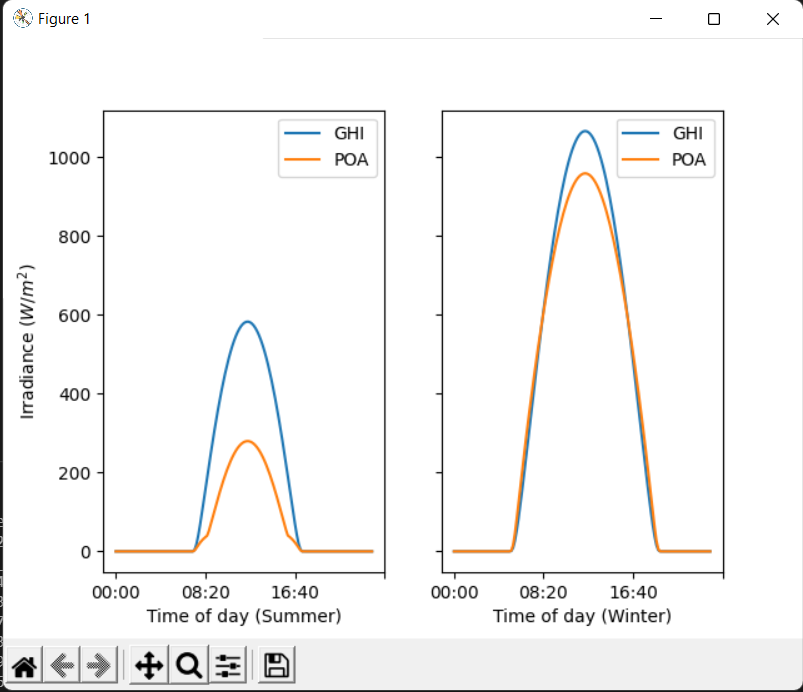 Figure 1
GHI
POA
GHI
POA
1000
800
600
400
200
0
Irradiance (W/m²)
00:00 08:20 16:40
00:00 08:20 16:40
Time of day (Summer)
Time of day (Winter)